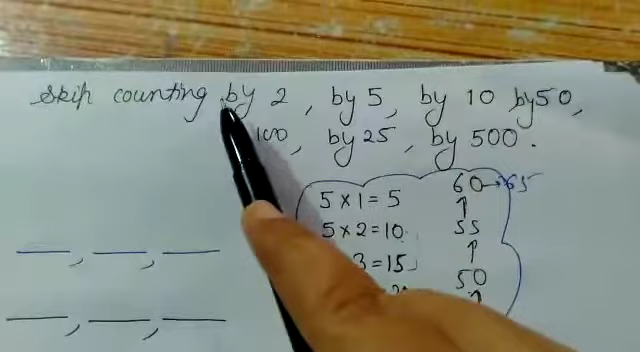 Skip counting by 2, by 5, by 10 by 50,
100, by 25, by 500.
5 × 1 = 5
5 × 2 = 10
3 = 15
60 → 65
↑
55
↑
50
↑